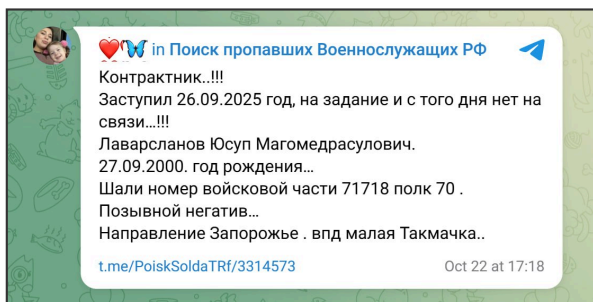 ❤️🦋 in Поиск пропавших Военнослужащих РФ
Контрактник..!!!
Заступил 26.09.2025 год, на задание и с того дня нет на
связи…!!!
Лаварсланов Юсуп Магомедрасулович.
27.09.2000. год рождения…
Шали номер войсковой части 71718 полк 70 .
Позывной негатив…
Направление Запорожье . впд малая Такмачка..
t.me/PoiskSoldaTRf/3314573
Oct 22 at 17:18